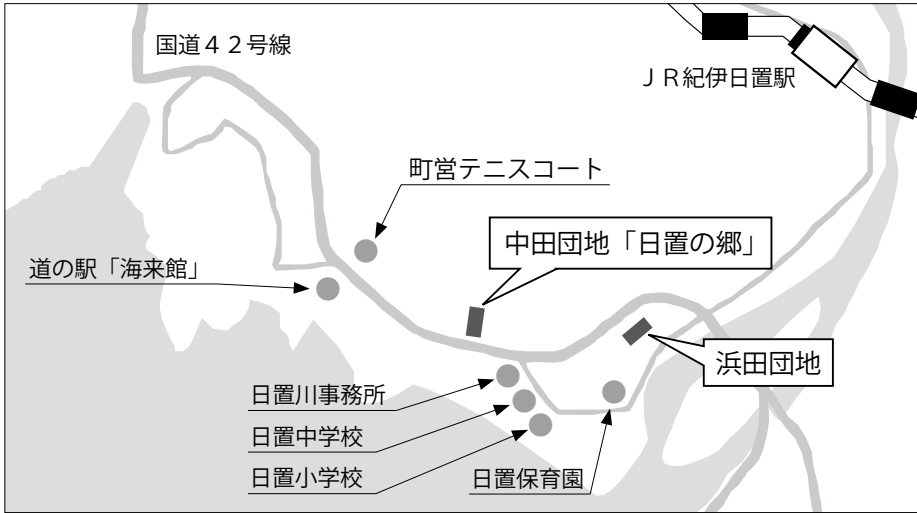 国道４２号線
ＪＲ紀伊日置駅
町営テニスコート
中田団地「日置の郷」
道の駅「海来館」
浜田団地
日置川事務所
日置中学校
日置小学校
日置保育園